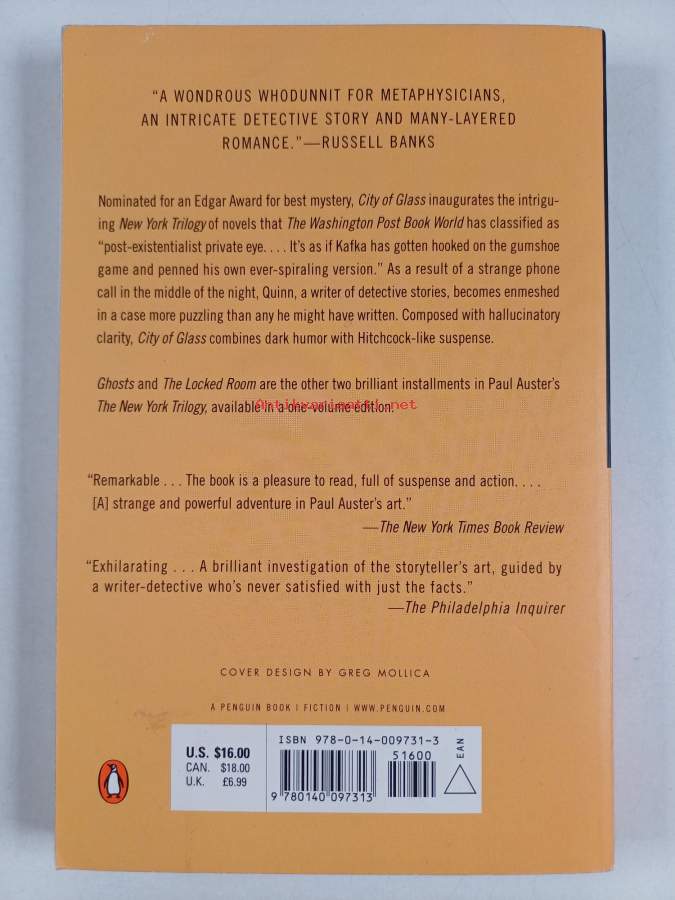 “A WONDROUS WHODUNNIT FOR METAPHYSICIANS,
AN INTRICATE DETECTIVE STORY AND MANY-LAYERED
ROMANCE.”—RUSSELL BANKS
Nominated for an Edgar Award for best mystery, City of Glass inaugurates the intrigu-
ing New York Trilogy of novels that The Washington Post Book World has classified as
“post-existentialist private eye. . . . It’s as if Kafka has gotten hooked on the gumshoe
game and penned his own ever-spiraling version.” As a result of a strange phone
call in the middle of the night, Quinn, a writer of detective stories, becomes enmeshed
in a case more puzzling than any he might have written. Composed with hallucinatory
clarity, City of Glass combines dark humor with Hitchcock-like suspense.
Ghosts and The Locked Room are the other two brilliant installments in Paul Auster’s
The New York Trilogy, available in a one-volume edition.
Antikvariaatti.net
“Remarkable . . . The book is a pleasure to read, full of suspense and action. . . .
[A] strange and powerful adventure in Paul Auster’s art.”
—The New York Times Book Review
“Exhilarating . . . A brilliant investigation of the storyteller’s art, guided by
a writer-detective who’s never satisfied with just the facts.”
—The Philadelphia Inquirer
COVER DESIGN BY GREG MOLLICA
A PENGUIN BOOK | FICTION | WWW.PENGUIN.COM
U.S. $16.00
CAN. $18.00
U.K. £6.99
ISBN 978-0-14-009731-3
51600
EAN
9 780140 097313